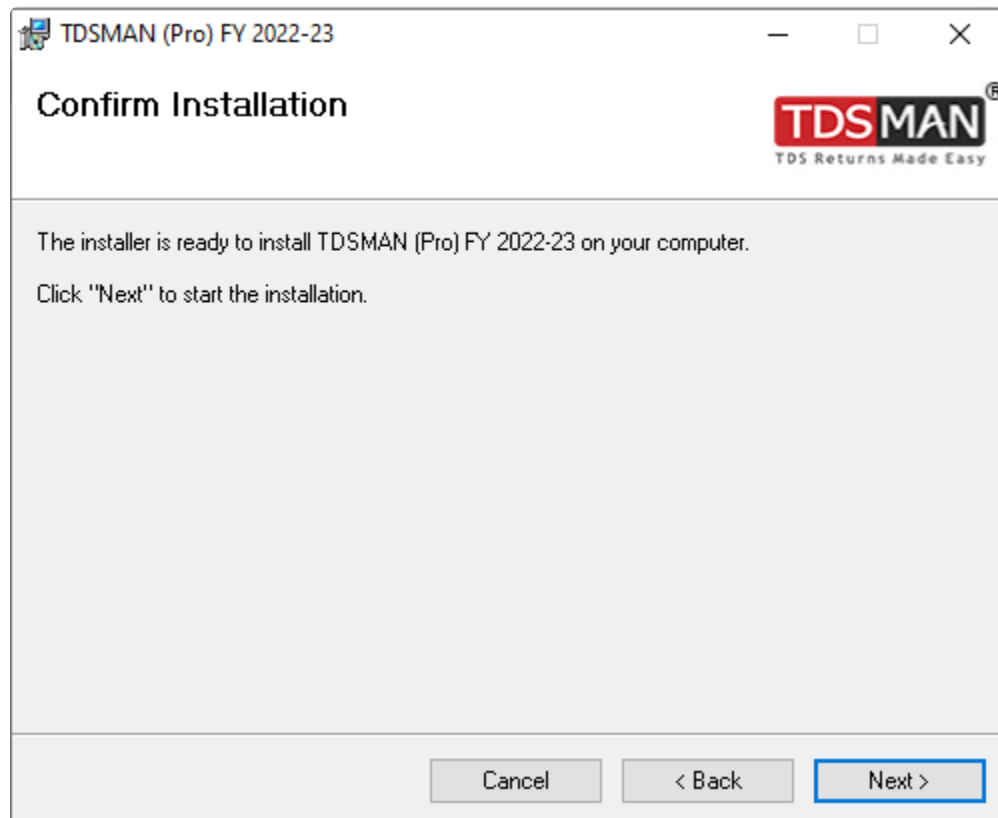 TDSMAN (Pro) FY 2022-23
Confirm Installation
TDSMAN®
TDS Returns Made Easy
The installer is ready to install TDSMAN (Pro) FY 2022-23 on your computer.
Click "Next" to start the installation.
Cancel
< Back
Next >